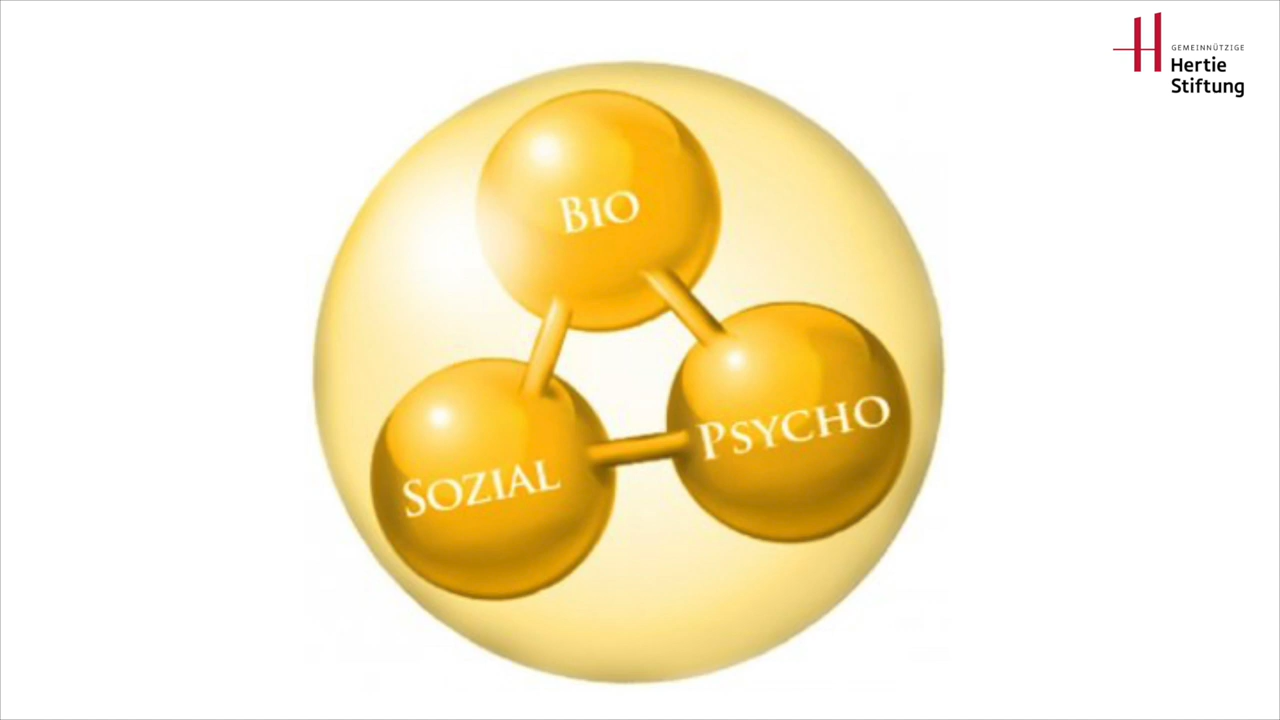 GEMEINNÜTZIGE
Hertie
Stiftung
BIO
PSYCHO
SOZIAL